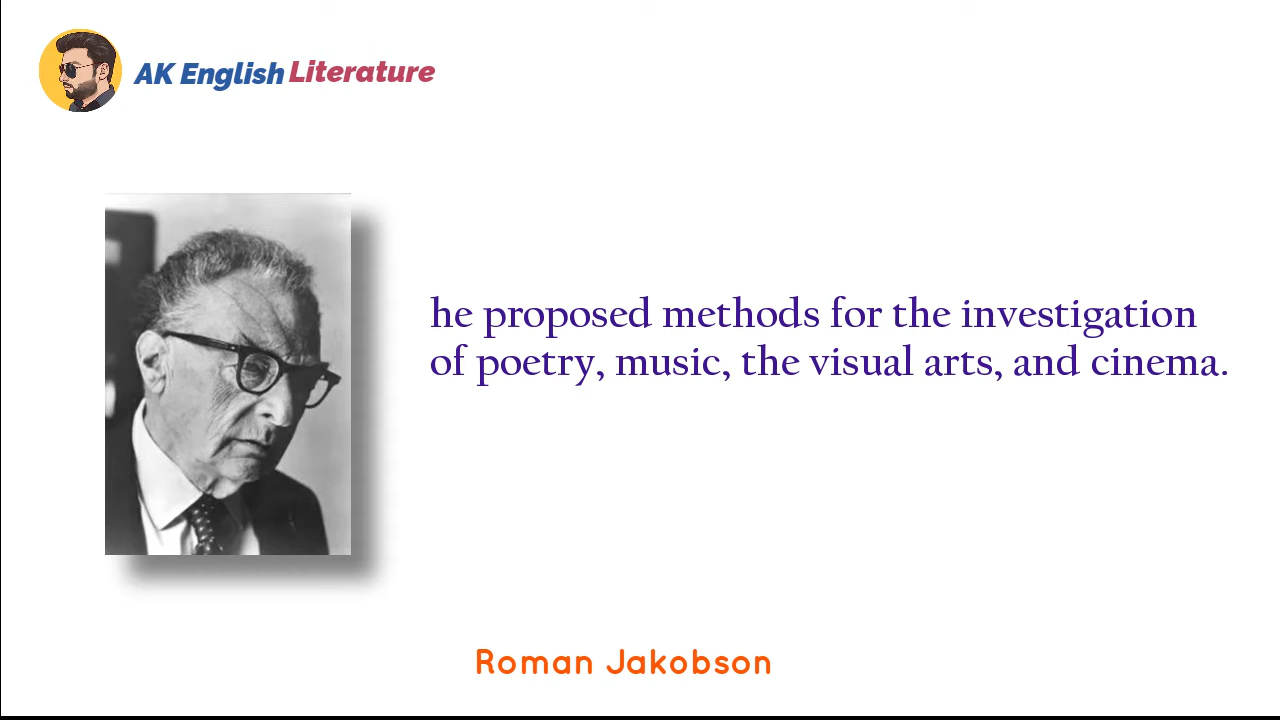 AK English Literature
he proposed methods for the investigation
of poetry, music, the visual arts, and cinema.
Roman Jakobson